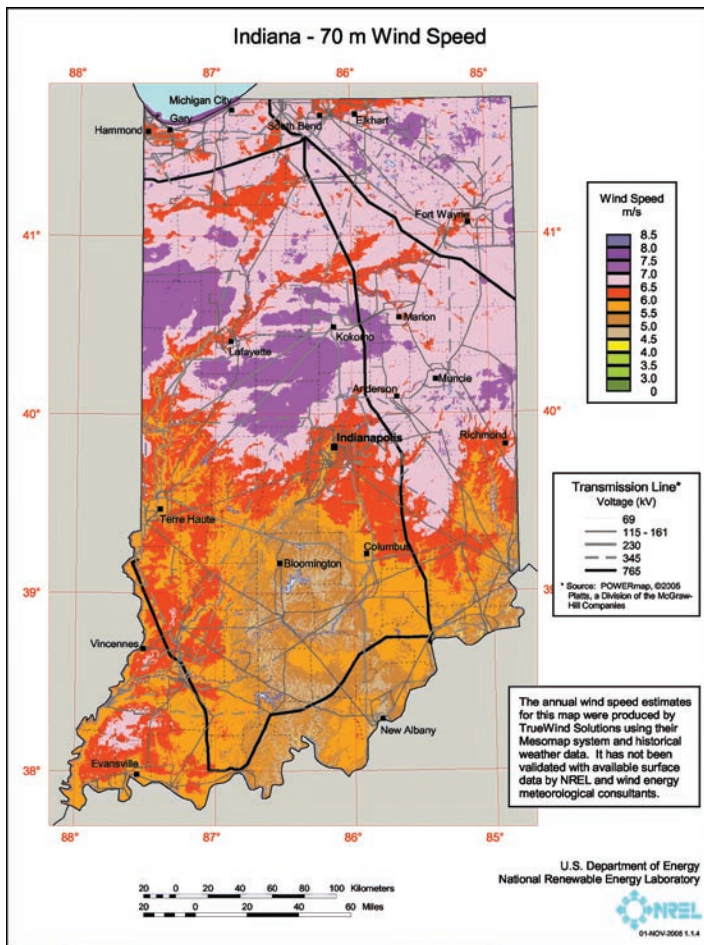 Indiana - 70 m Wind Speed
88° 87° 86° 85°
Michigan City
Gary
Hammond
South Bend
Elkhart
Fort Wayne
41° 41°
Marion
Kokomo
Lafayette
Muncie
Anderson
40° 40°
Indianapolis
Richmond
Terre Haute
Columbus
Bloomington
39° 39°
Vincennes
New Albany
Evansville
38° 38°
88° 87° 86° 85°
Wind Speed
m/s
8.5
8.0
7.5
7.0
6.5
6.0
5.5
5.0
4.5
4.0
3.5
3.0
0
Transmission Line*
Voltage (kV)
69
115 - 161
230
345
765
* Source: POWERmap, ©2005
Platts, a Division of the McGraw-
Hill Companies
The annual wind speed estimates
for this map were produced by
TrueWind Solutions using their
Mesomap system and historical
weather data. It has not been
validated with available surface
data by NREL and wind energy
meteorological consultants.
20 0 20 40 60 80 100 Kilometers
20 0 20 40 60 Miles
U.S. Department of Energy
National Renewable Energy Laboratory
NREL
01-NOV-2005 1.1.4